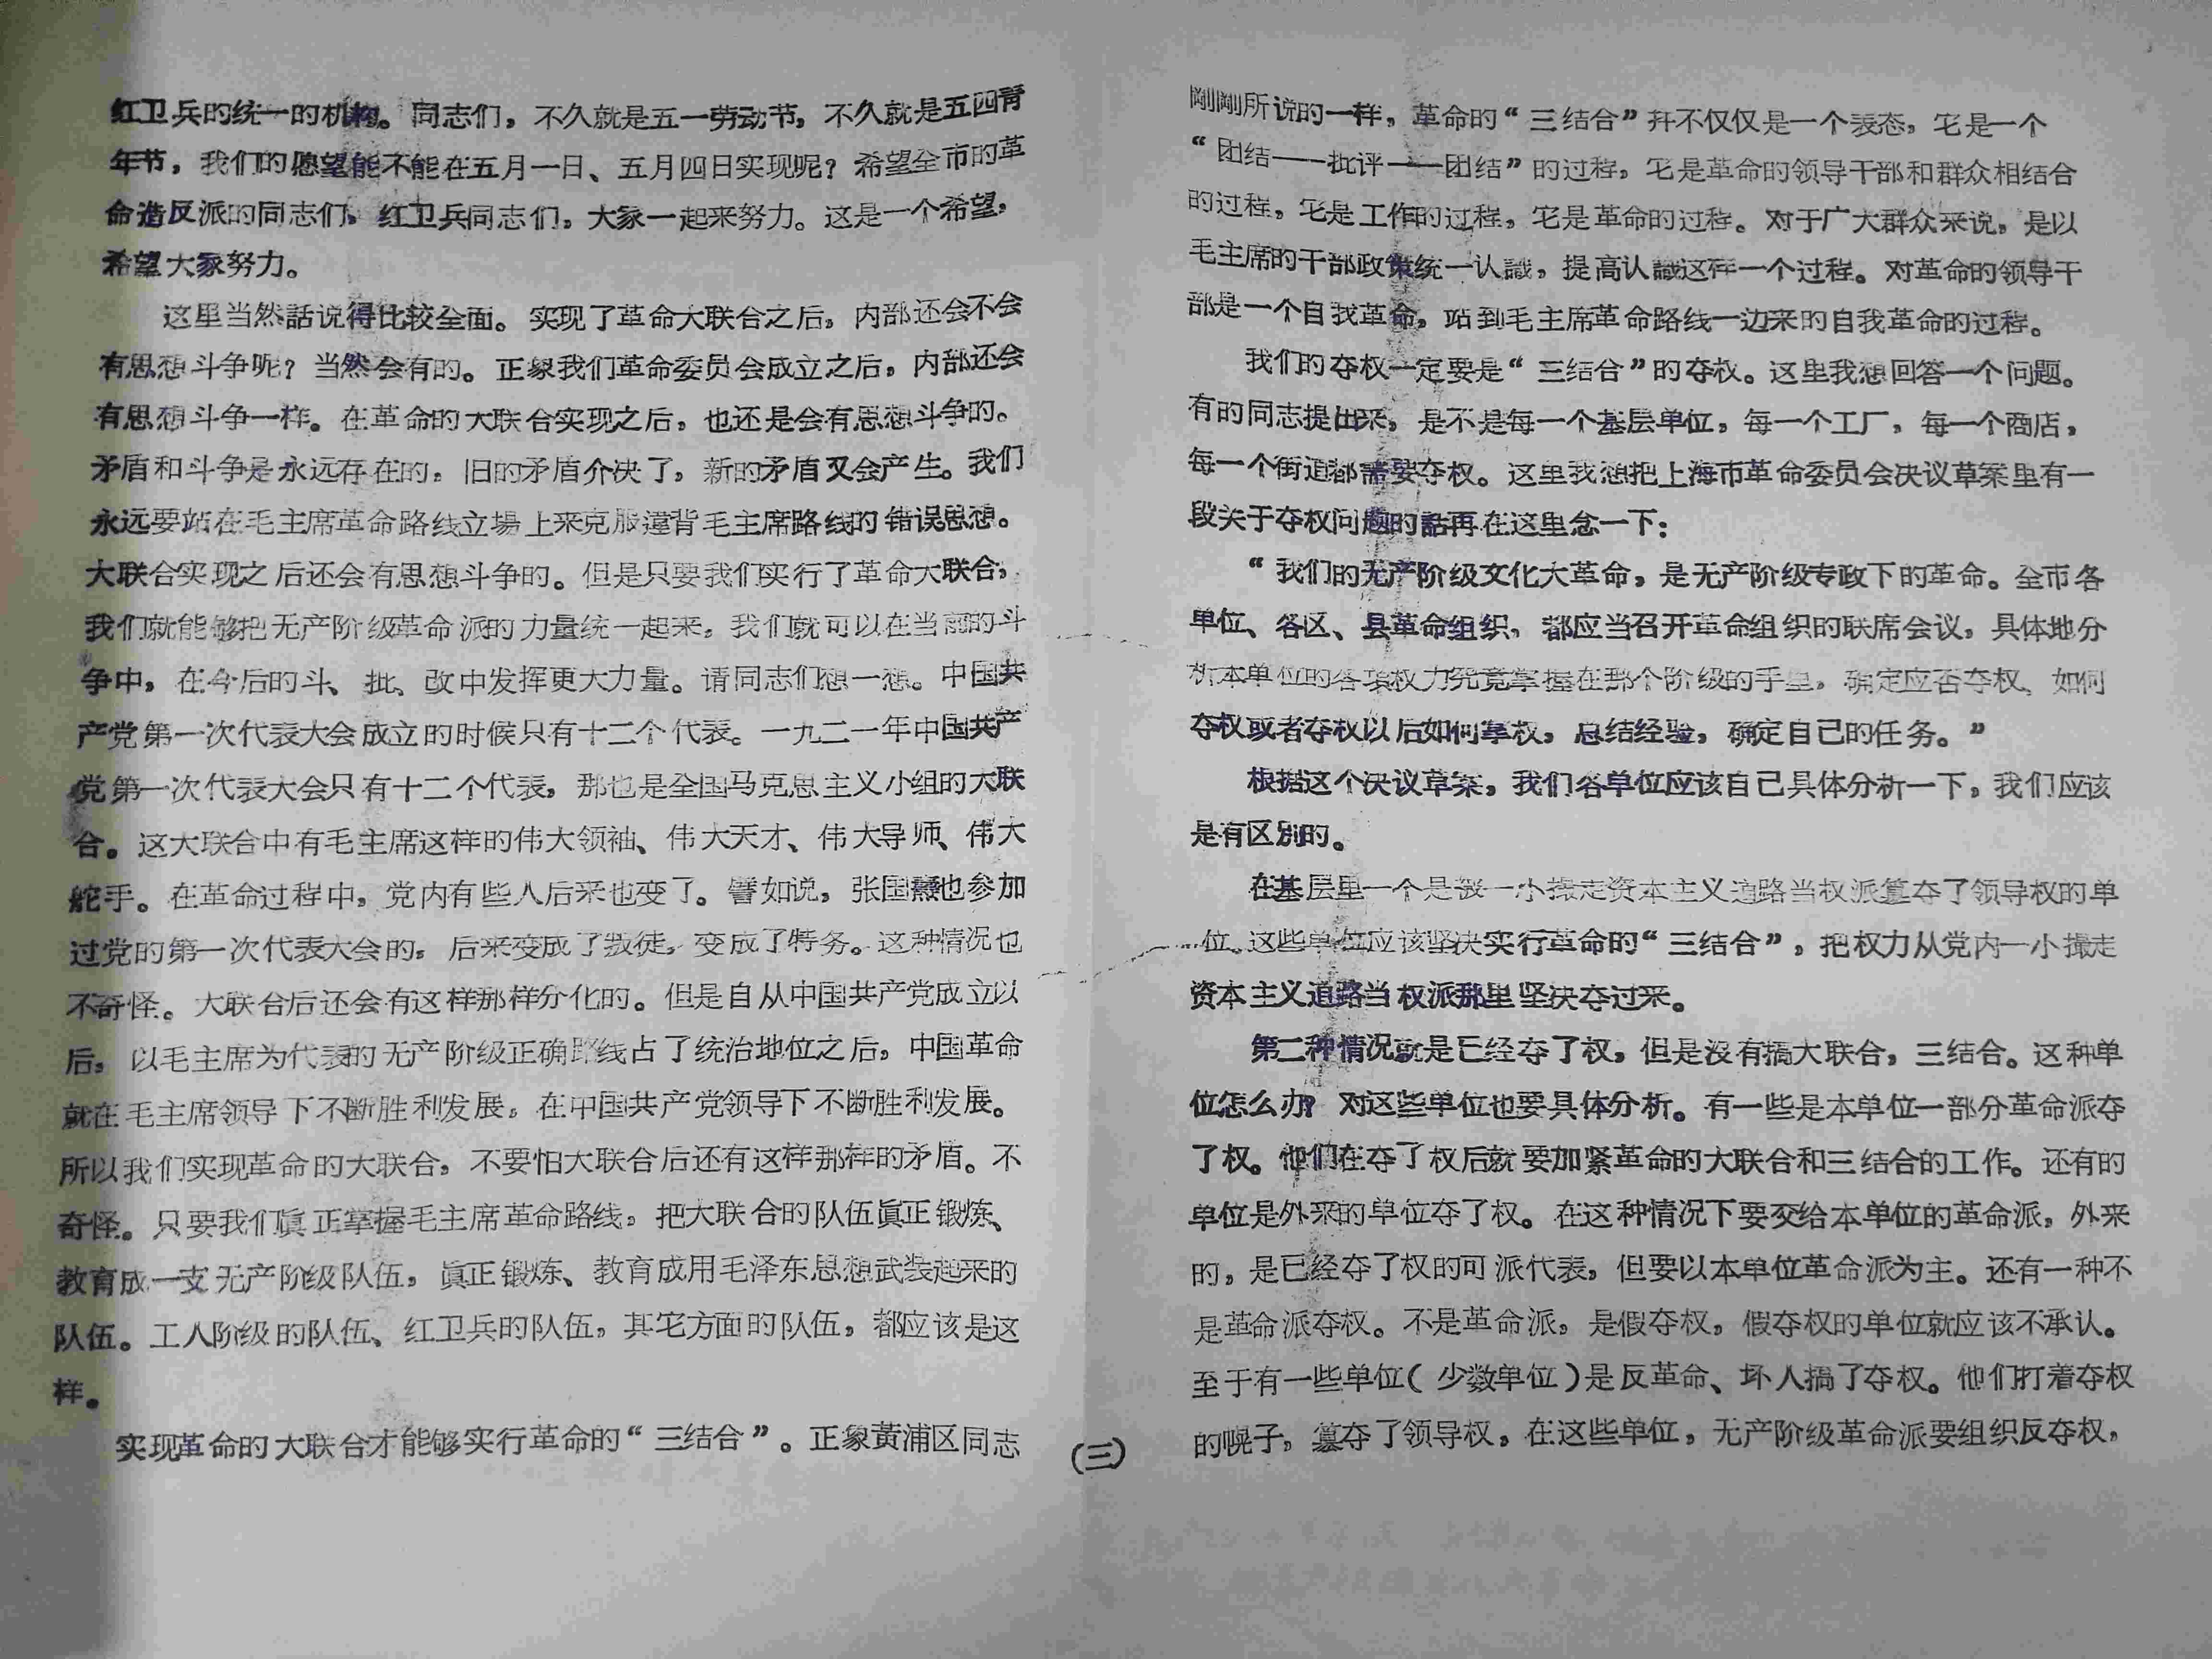 红卫兵的统一的机构。同志们，不久就是五一劳动节，不久就是五四青
年节，我们的愿望能不能在五月一日、五月四日实现呢？希望全市的革
命造反派的同志们，红卫兵同志们，大家一起来努力。这是一个希望，
希望大家努力。
这里当然話说得比较全面。实现了革命大联合之后，内部还会不会
有思想斗争呢？当然会有的。正象我们革命委员会成立之后，内部还会
有思想斗争一样。在革命的大联合实现之后，也还是会有思想斗争的。
矛盾和斗争是永远存在的，旧的矛盾介决了，新的矛盾又会产生。我们
永远要站在毛主席革命路线立場上来克服違背毛主席路线的错误思想。
大联合实现之后还会有思想斗争的。但是只要我们实行了革命大联合，
我们就能够把无产阶级革命派的力量统一起来，我们就可以在当前的斗
争中，在今后的斗、批、改中发挥更大力量。请同志们想一想。中国共
产党第一次代表大会成立的时候只有十二个代表。一九二一年中国共产
党第一次代表大会只有十二个代表，那也是全国马克思主义小组的大联
合。这大联合中有毛主席这样的伟大领袖、伟大天才、伟大导师、伟大
舵手。在革命过程中，党内有些人后来也变了。譬如说，张国燾也参加
过党的第一次代表大会的，后来变成了叛徒，变成了特务。这种情况也
不奇怪。大联合后还会有这样那样分化的。但是自从中国共产党成立以
后，以毛主席为代表的无产阶级正确路线占了统治地位之后，中国革命
就在毛主席领导下不断胜利发展，在中国共产党领导下不断胜利发展。
所以我们实现革命的大联合，不要怕大联合后还有这样那样的矛盾。不
奇怪。只要我们真正掌握毛主席革命路线，把大联合的队伍真正锻炼、
教育成一支无产阶级队伍，真正锻炼、教育成用毛泽东思想武装起来的
队伍。工人阶级的队伍、红卫兵的队伍，其宅方面的队伍，都应该是这
样。
实现革命的大联合才能够实行革命的“三结合”。正象黄浦区同志
（三）
刚刚所说的一样，革命的“三结合”并不仅仅是一个表态，宅是一个
“团结——批评——团结”的过程，宅是革命的领导干部和群众相结合
的过程，宅是工作的过程，宅是革命的过程。对于广大群众来说，是以
毛主席的干部政策统一认識，提高认識这样一个过程。对革命的领导干
部是一个自我革命，站到毛主席革命路线一边来的自我革命的过程。
我们的夺权一定要是“三结合”的夺权。这里我想回答一个问题。
有的同志提出来，是不是每一个基层单位，每一个工厂，每一个商店，
每一个街道都需要夺权。这里我想把上海市革命委员会决议草案里有一
段关于夺权问题的話再在这里念一下：
“我们的无产阶级文化大革命，是无产阶级专政下的革命。全市各
单位、各区、县革命组织，都应当召开革命组织的联席会议，具体地分
析本单位的各项权力究竟掌握在那个阶级的手里，确定应否夺权、如何
夺权或者夺权以后如何掌权，总结经验，确定自己的任务。”
根据这个决议草案，我们各单位应该自己具体分析一下，我们应该
是有区别的。
在基层里一个是被一小撮走资本主义道路当权派篡夺了领导权的单
位、这些单位应该坚决实行革命的“三结合”，把权力从党内一小撮走
资本主义道路当权派那里坚决夺过来。
第二种情况就是已经夺了权，但是没有搞大联合，三结合。这种单
位怎么办？对这些单位也要具体分析。有一些是本单位一部分革命派夺
了权。他们在夺了权后就要加紧革命的大联合和三结合的工作。还有的
单位是外来的单位夺了权。在这种情况下要交给本单位的革命派，外来
的，是已经夺了权的可派代表，但要以本单位革命派为主。还有一种不
是革命派夺权。不是革命派，是假夺权，假夺权的单位就应该不承认。
至于有一些单位（少数单位）是反革命、坏人搞了夺权。他们打着夺权
的幌子，篡夺了领导权，在这些单位，无产阶级革命派要组织反夺权，